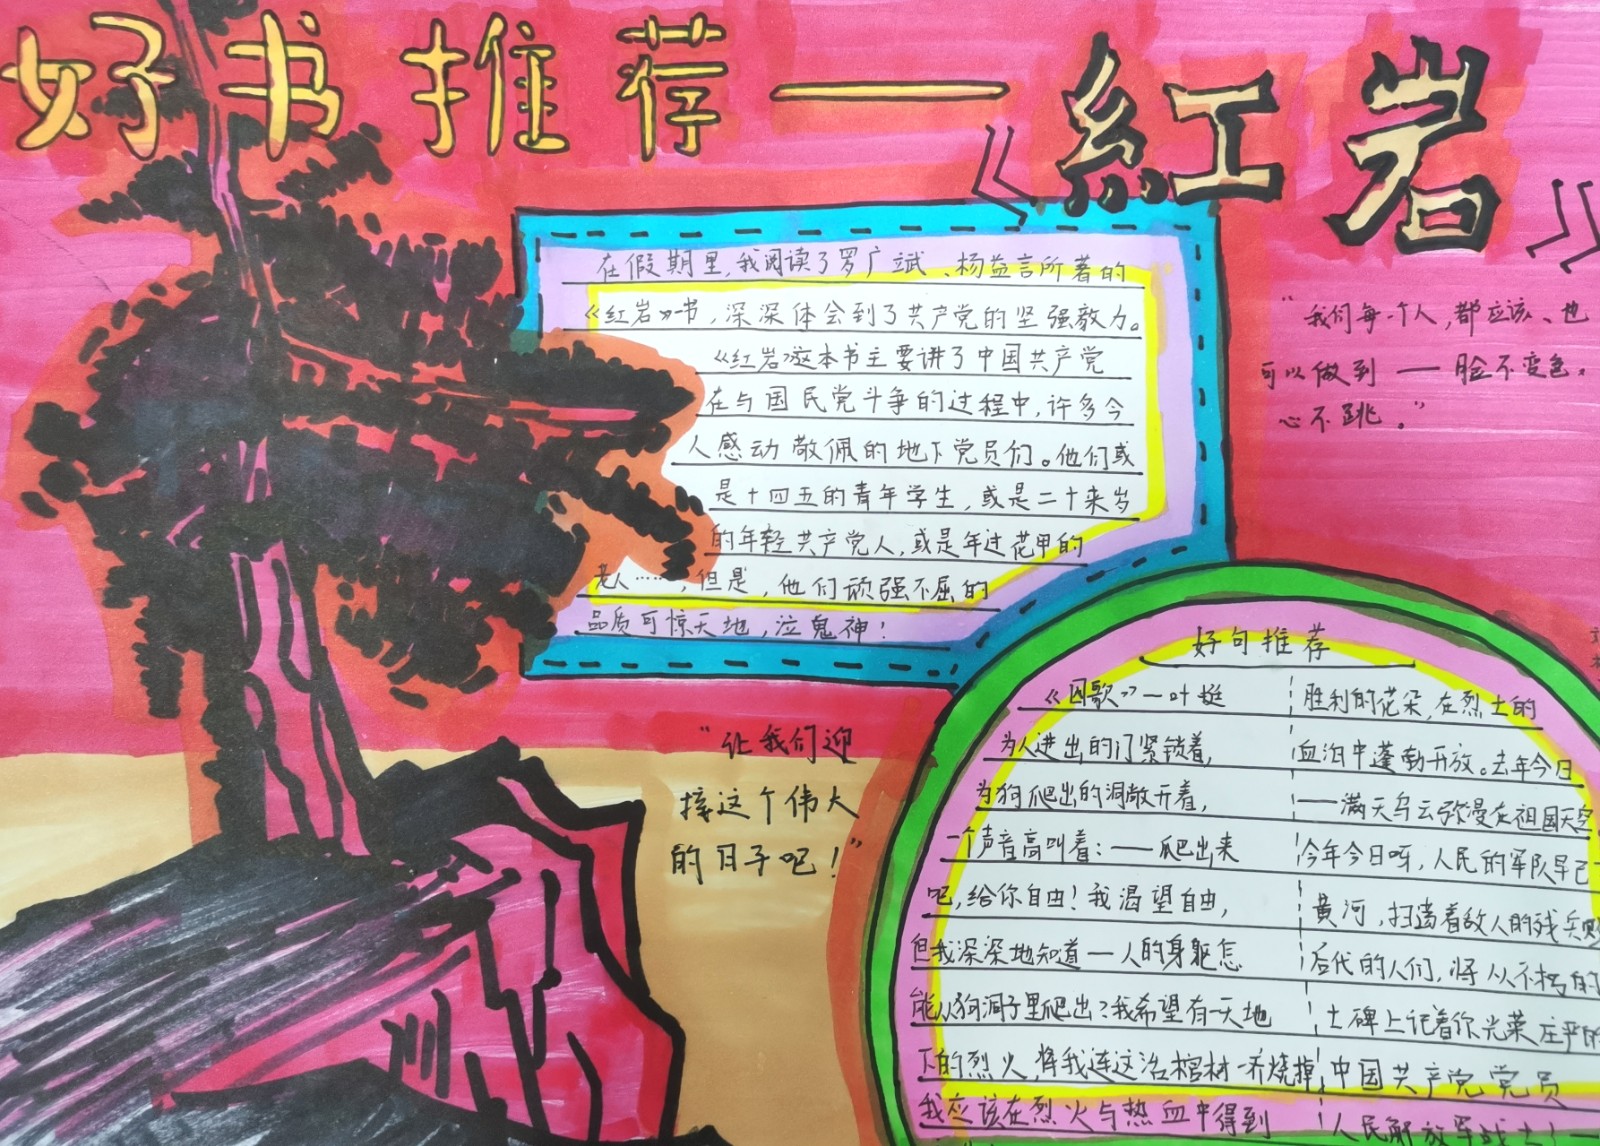 好书推荐——
《紅岩》
在假期里,我阅读了罗广斌、杨益言所著的
《红岩》一书,深深体会到了共产党的坚强毅力。
《红岩》这本书主要讲了中国共产党
在与国民党斗争的过程中,许多令
人感动敬佩的地下党员们。他们或
是十四五的青年学生,或是二十来岁
的年轻共产党人,或是年过花甲的
老人……,但是,他们顽强不屈的
品质可惊天地,泣鬼神!
"我们每个人,都应该、也
可以做到——脸不变色,
心不跳。"
"让我们迎
接这个伟大
的日子吧!"
好句推荐
《囚歌》—叶挺
为人进出的门紧锁着,
为狗爬出的洞敞开着,
一个声音高叫着:——爬出来
吧,给你自由!我渴望自由,
但我深深地知道——人的身躯怎
能从狗洞子里爬出?我希望有一天地
下的烈火,将我连这活棺材一齐烧掉
我应该在烈火与热血中得到
胜利的花朵,在烈士的
血泊中蓬勃开放。去年今日
——满天乌云弥漫在祖国天空
今年今日呀,人民的军队早已
黄河,扫荡着敌人的残兵败
后代的人们,将以不朽的
土碑上记着你光荣庄严的
中国共产党党员
人民解放军战士!—